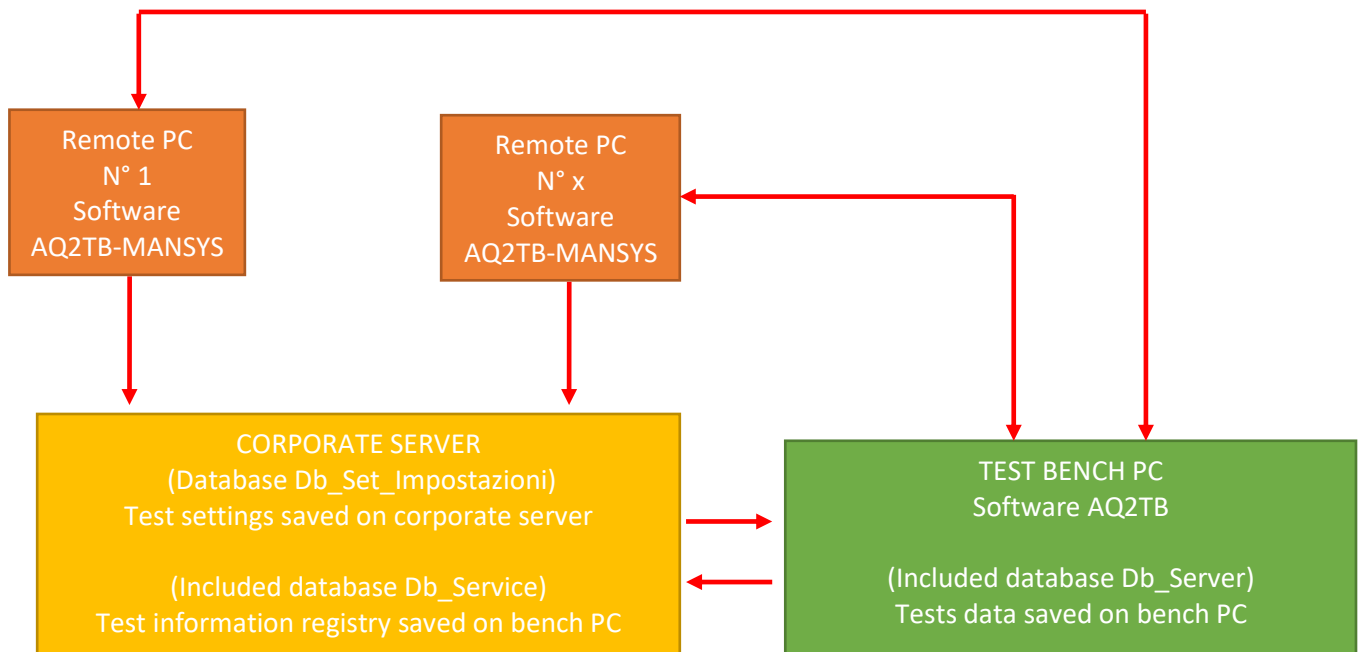 Remote PC
N° 1
Software
AQ2TB-MANSYS
Remote PC
N° x
Software
AQ2TB-MANSYS
CORPORATE SERVER
(Database Db_Set_Impostazioni)
Test settings saved on corporate server
(Included database Db_Service)
Test information registry saved on bench PC
TEST BENCH PC
Software AQ2TB
(Included database Db_Server)
Tests data saved on bench PC